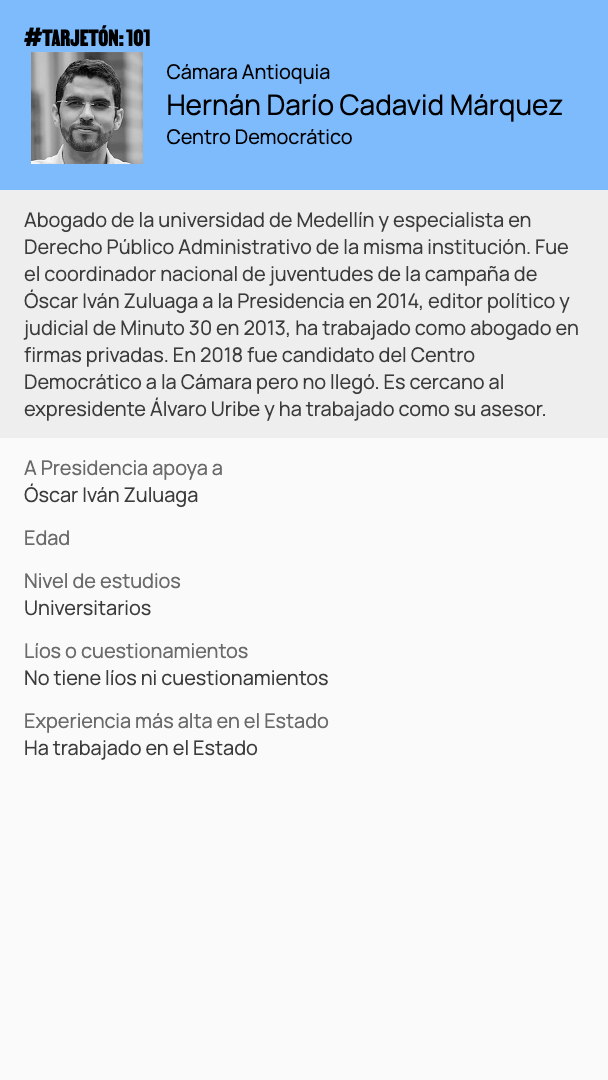 #TARJETÓN: 101
Cámara Antioquia
Hernán Darío Cadavid Márquez
Centro Democrático
Abogado de la universidad de Medellín y especialista en
Derecho Público Administrativo de la misma institución. Fue
el coordinador nacional de juventudes de la campaña de
Óscar Iván Zuluaga a la Presidencia en 2014, editor político y
judicial de Minuto 30 en 2013, ha trabajado como abogado en
firmas privadas. En 2018 fue candidato del Centro
Democrático a la Cámara pero no llegó. Es cercano al
expresidente Álvaro Uribe y ha trabajado como su asesor.
A Presidencia apoya a
Óscar Iván Zuluaga
Edad
Nivel de estudios
Universitarios
Líos o cuestionamientos
No tiene líos ni cuestionamientos
Experiencia más alta en el Estado
Ha trabajado en el Estado